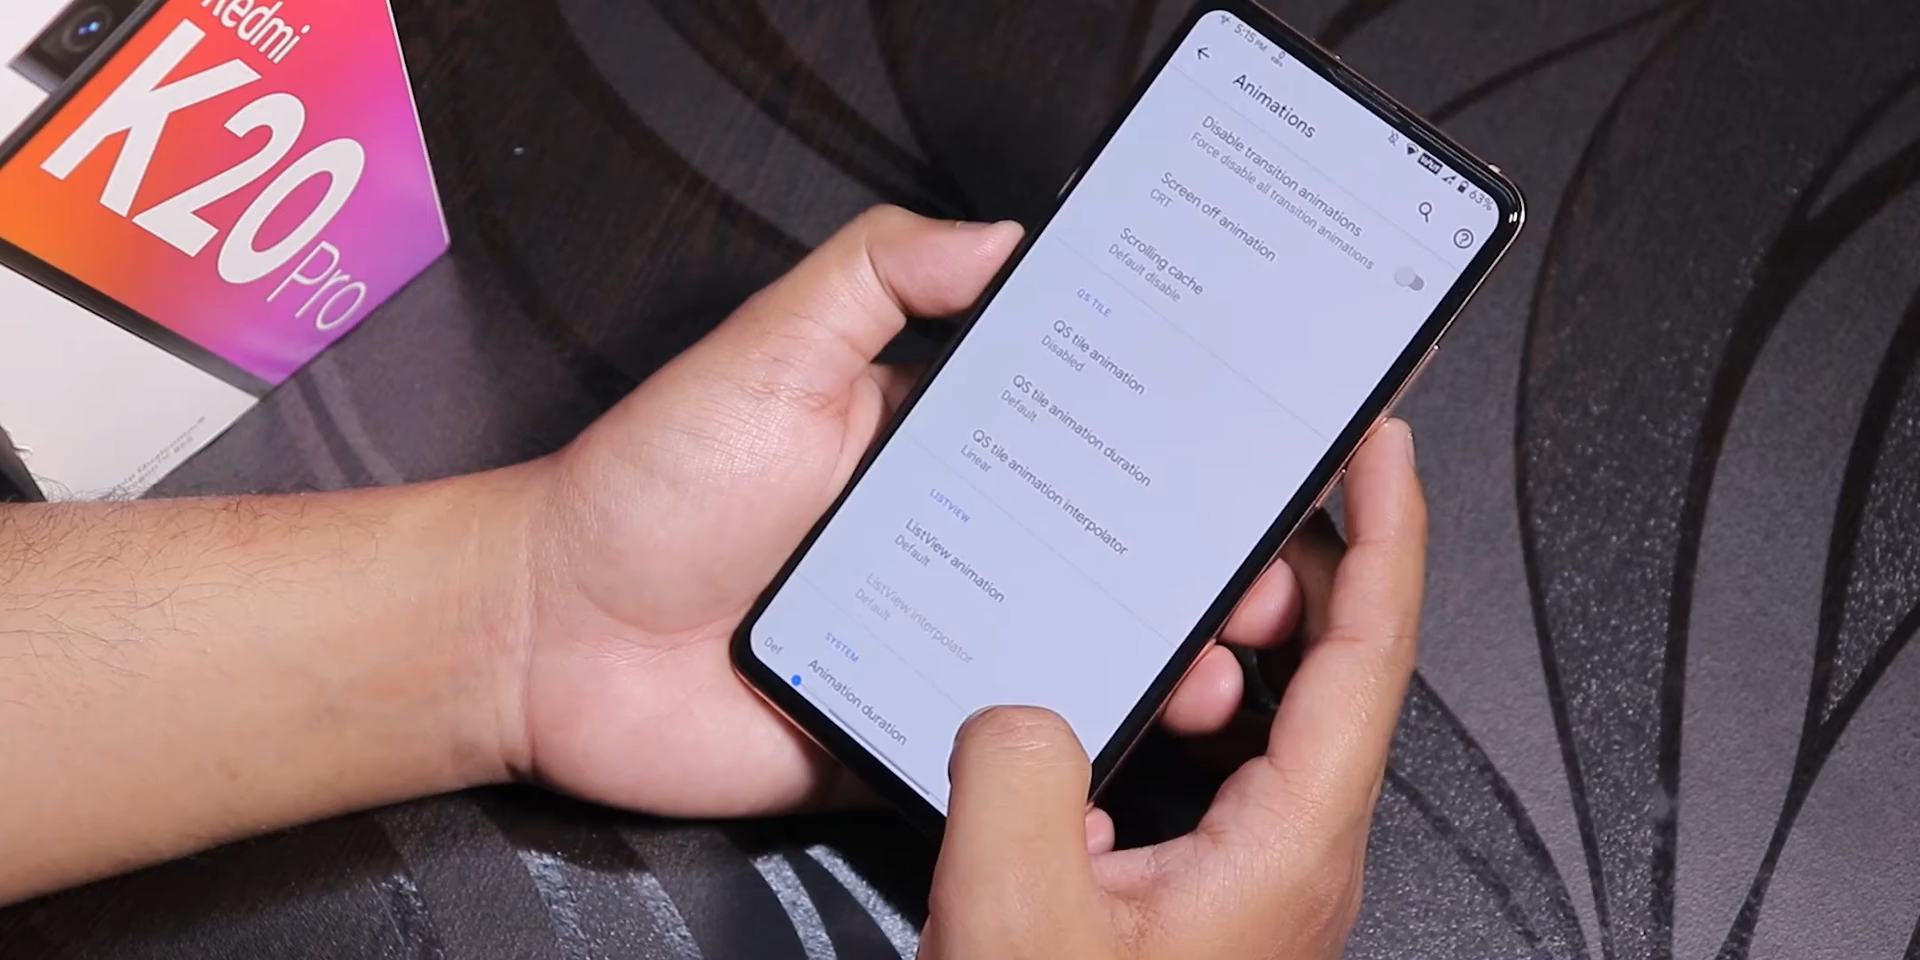 Redmi
K20 Pro
5:15 PM
63%
Animations
Disable transition animations
Force disable all transition animations
Screen off animation
CRT
Scrolling cache
Default disable
QS TILE
QS tile animation
Disabled
QS tile animation duration
Default
QS tile animation interpolator
Linear
LISTVIEW
ListView animation
Default
ListView interpolator
Default
SYSTEM
Animation duration
Def